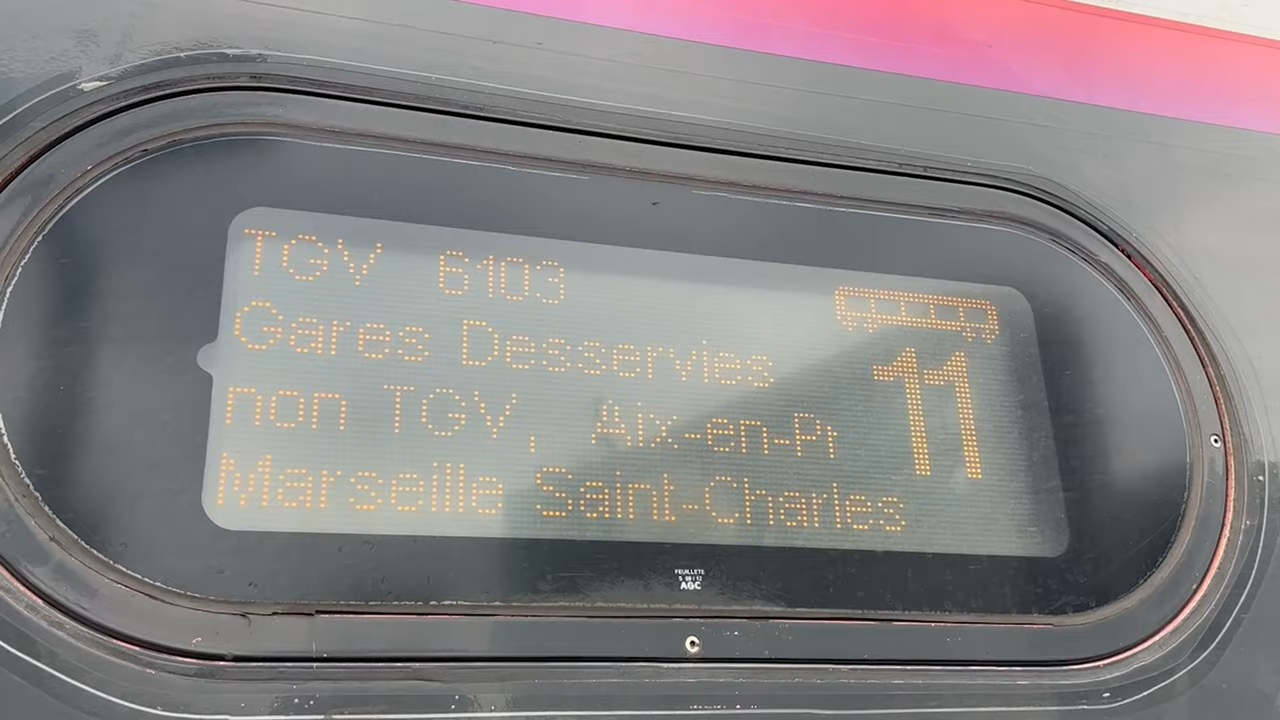 TGV 6103
Gares Desservies
11
non TGV, Aix-en-Pr
Marseille Saint-Charles
FEUILLETE
AGC